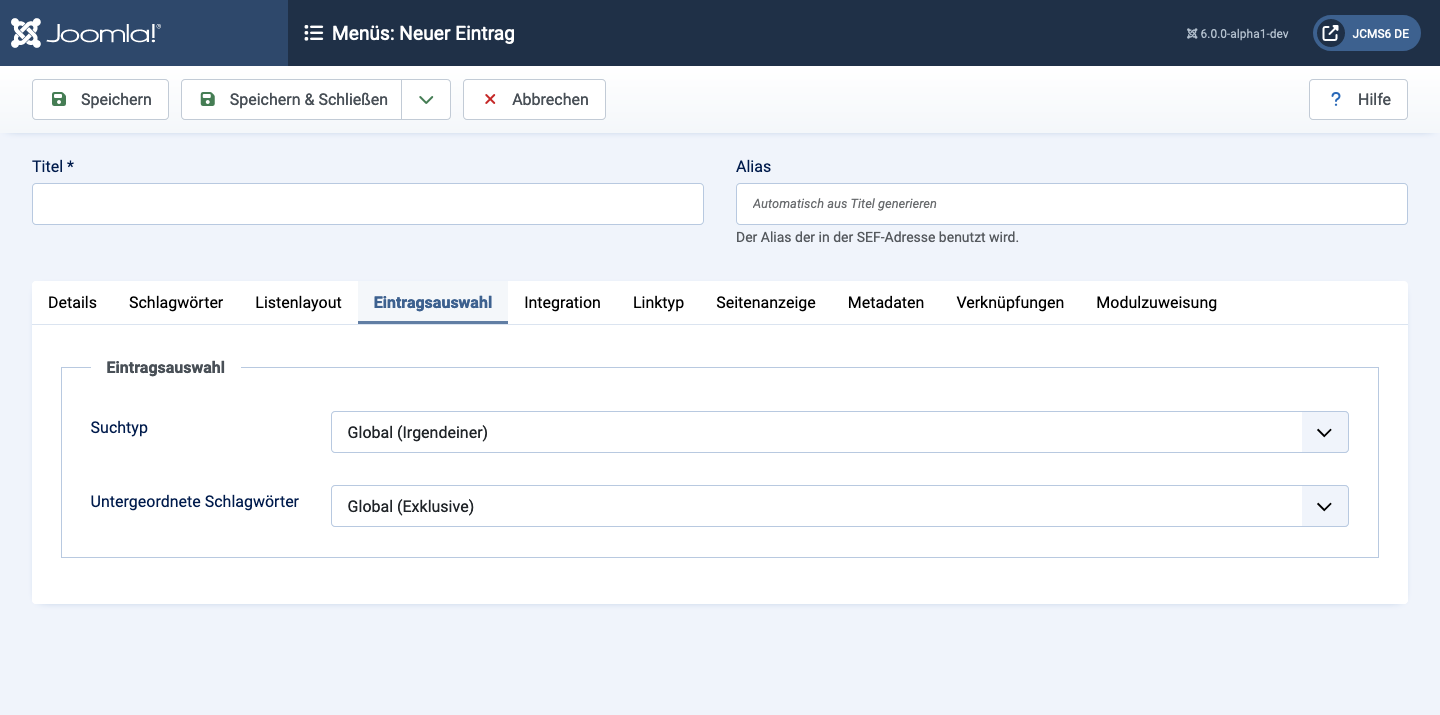 Joomla!®
Menüs: Neuer Eintrag
6.0.0-alpha1-dev
JCMS6 DE
Speichern
Speichern & Schließen
Abbrechen
? Hilfe
Titel *
Alias
Automatisch aus Titel generieren
Der Alias der in der SEF-Adresse benutzt wird.
Details Schlagwörter Listenlayout Eintragsauswahl Integration Linktyp Seitenanzeige Metadaten Verknüpfungen Modulzuweisung
Eintragsauswahl
Suchtyp
Global (Irgendeiner)
Untergeordnete Schlagwörter
Global (Exklusive)